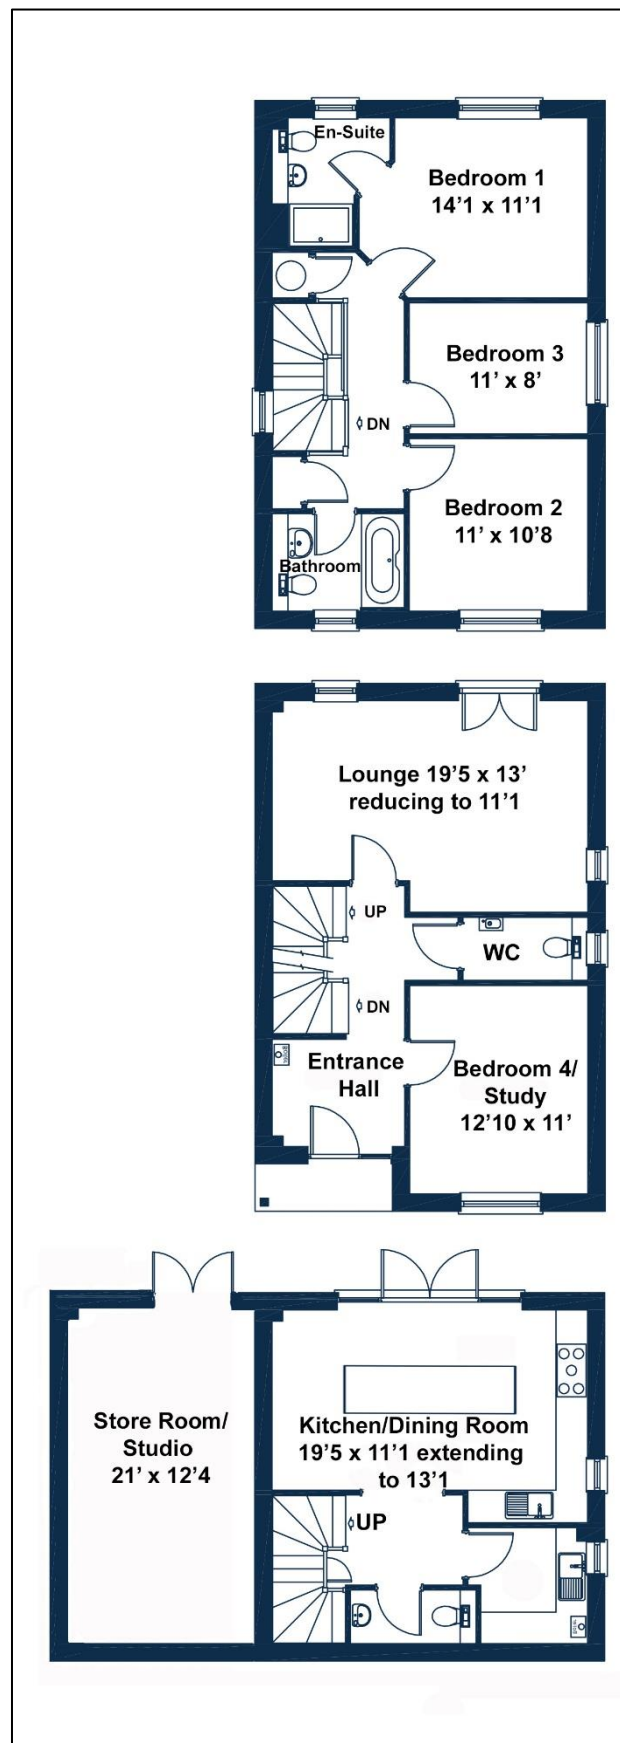 En-Suite
Bedroom 1
14'1 x 11'1
Bedroom 3
11' x 8'
DN
Bedroom 2
11' x 10'8
Bathroom
Lounge 19'5 x 13'
reducing to 11'1
UP
WC
DN
Entrance
Hall
Bedroom 4/
Study
12'10 x 11'
Store Room/
Studio
21' x 12'4
Kitchen/Dining Room
19'5 x 11'1 extending
to 13'1
UP